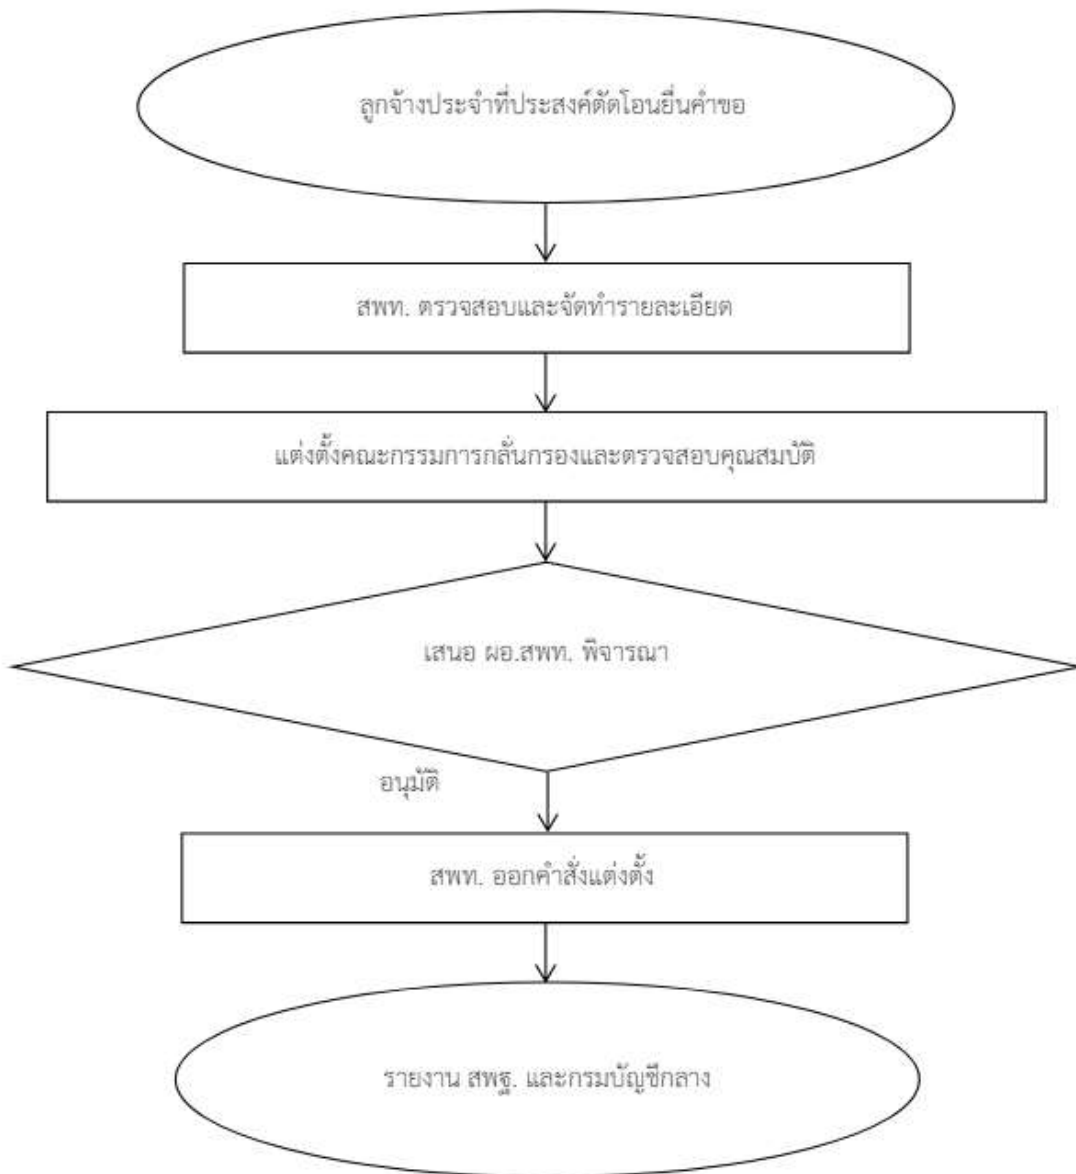 ลูกจ้างประจำที่ประสงค์ตัดโอนยื่นคำขอ
สพท. ตรวจสอบและจัดทำรายละเอียด
แต่งตั้งคณะกรรมการกลั่นกรองและตรวจสอบคุณสมบัติ
เสนอ ผอ.สพท. พิจารณา
อนุมัติ
สพท. ออกคำสั่งแต่งตั้ง
รายงาน สพฐ. และกรมบัญชีกลาง